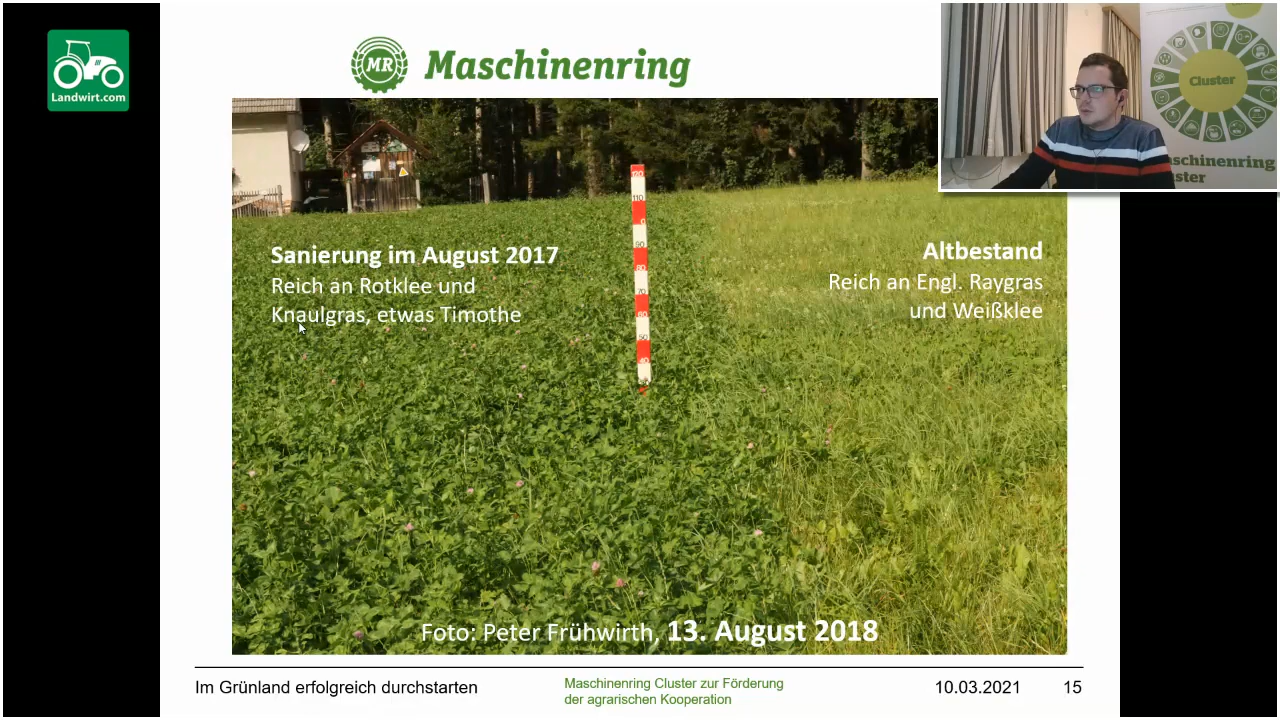 Landwirt.com
MR
Maschinenring
Cluster
aschinenring
ster
Sanierung im August 2017
Reich an Rotklee und
Knaulgras, etwas Timothe
Altbestand
Reich an Engl. Raygras
und Weißklee
110
90
Foto: Peter Frühwirth, 13. August 2018
Im Grünland erfolgreich durchstarten
Maschinenring Cluster zur Förderung
der agrarischen Kooperation
10.03.2021
15